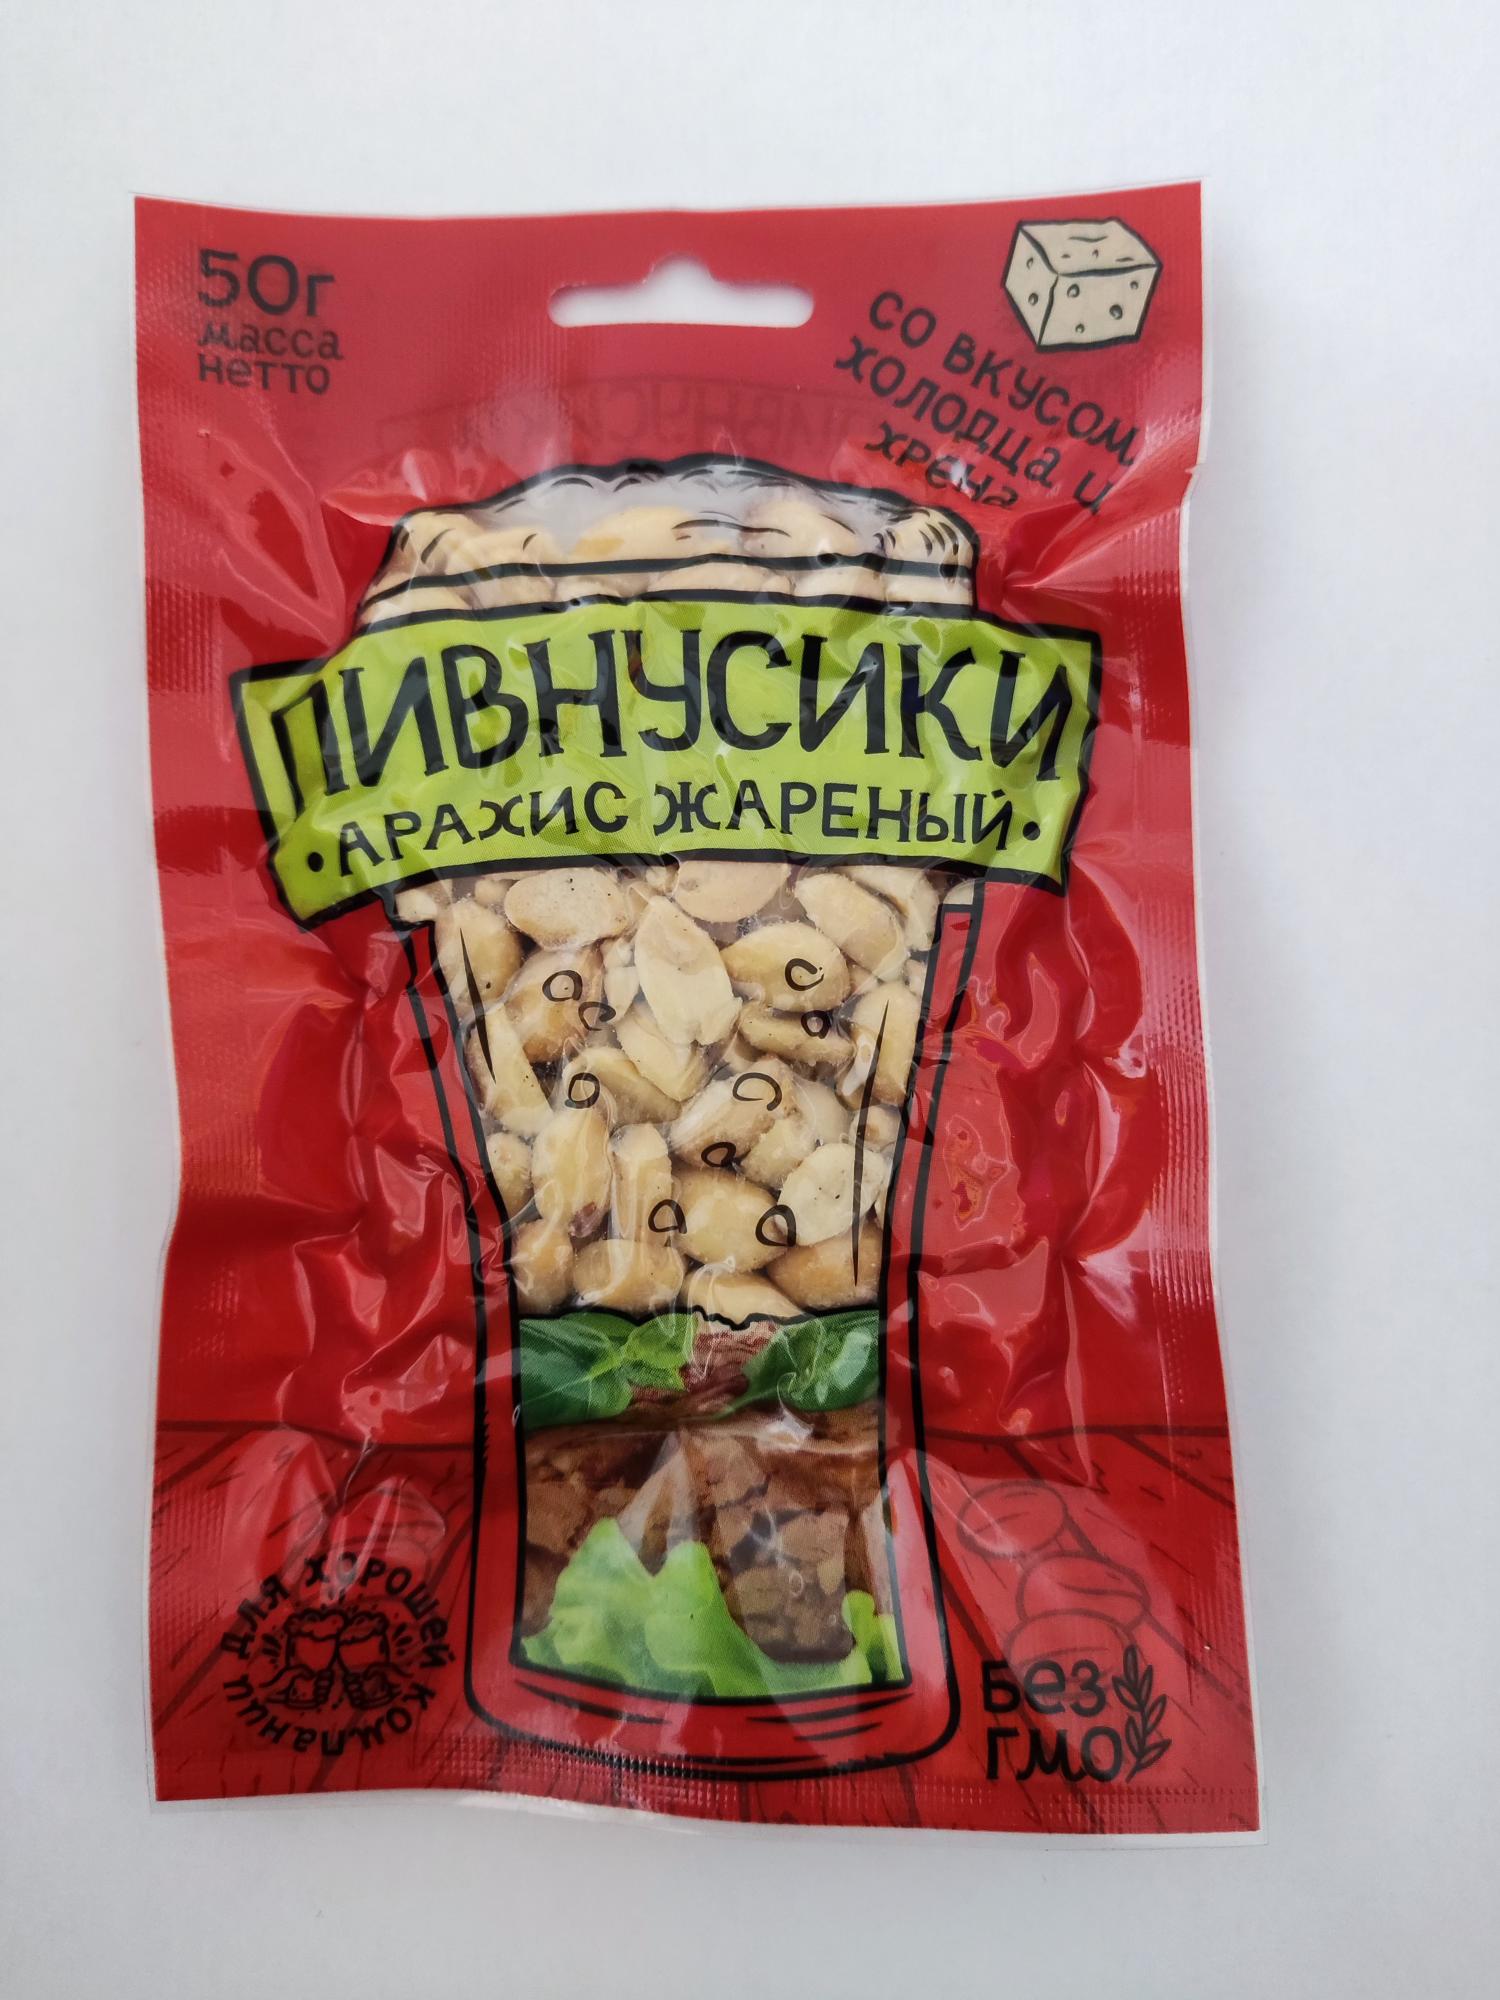 50г
масса
нетто
со вкусом
холодца и
хрена
ПИВНУСИКИ
•АРАХИС ЖАРЕНЫЙ•
ДЛЯ ХОРОШЕЙ КОМПАНИИ
Без
ГМО